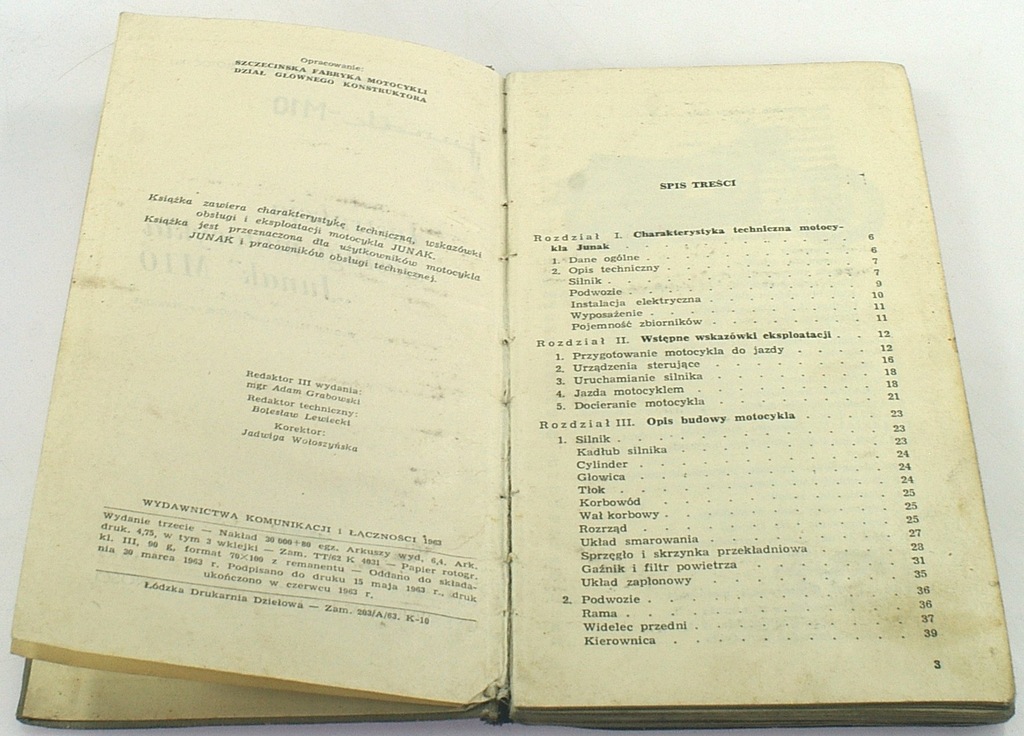 Opracowanie:
SZCZECIŃSKA FABRYKA MOTOCYKLI
DZIAŁ GŁÓWNEGO KONSTRUKTORA
Książka zawiera charakterystykę techniczną, wskazówki
obsługi i eksploatacji motocykla JUNAK.
Książka jest przeznaczona dla użytkowników motocykla
JUNAK i pracowników obsługi technicznej.
Redaktor III wydania:
mgr Adam Grabowski
Redaktor techniczny:
Bolesław Lewiecki
Korektor:
Jadwiga Wołoszyńska
WYDAWNICTWA KOMUNIKACJI i ŁĄCZNOŚCI 1963
Wydanie trzecie — Nakład 30 000+80 egz. Arkuszy wyd. 6,4. Ark.
druk. 4,75, w tym 3 wklejki — Zam. TT/62 K 4031 — Papier rotogr.
kl. III, 90 g, format 70×100 z remanentu — Oddano do składa-
nia 30 marca 1963 r. Podpisano do druku 15 maja 1963 r., druk
ukończono w czerwcu 1963 r.
Łódzka Drukarnia Dziełowa — Zam. 203/A/63. K-10
SPIS TREŚCI
Rozdział I. Charakterystyka techniczna motocy-
kla Junak . . . . . . . . . . 6
1. Dane ogólne . . . . . . . . . . 6
2. Opis techniczny . . . . . . . . . . 7
Silnik . . . . . . . . . . 7
Podwozie . . . . . . . . . . 9
Instalacja elektryczna . . . . . . . . 10
Wyposażenie . . . . . . . . . . 11
Pojemność zbiorników . . . . . . . . 11
Rozdział II. Wstępne wskazówki eksploatacji . . 12
1. Przygotowanie motocykla do jazdy . . . . . 12
2. Urządzenia sterujące . . . . . . . . 16
3. Uruchamianie silnika . . . . . . . . 18
4. Jazda motocyklem . . . . . . . . 18
5. Docieranie motocykla . . . . . . . . 21
Rozdział III. Opis budowy motocykla . . . . 23
1. Silnik . . . . . . . . . . 23
Kadłub silnika . . . . . . . . . . 23
Cylinder . . . . . . . . . . 24
Głowica . . . . . . . . . . 24
Tłok . . . . . . . . . . 24
Korbowód . . . . . . . . . . 25
Wał korbowy . . . . . . . . . . 25
Rozrząd . . . . . . . . . . 25
Układ smarowania . . . . . . . . 27
Sprzęgło i skrzynka przekładniowa . . . . 28
Gaźnik i filtr powietrza . . . . . . . 31
Układ zapłonowy . . . . . . . . 35
2. Podwozie . . . . . . . . . . 36
Rama . . . . . . . . . . 36
Widelec przedni . . . . . . . . . . 37
Kierownica . . . . . . . . . . 39
3